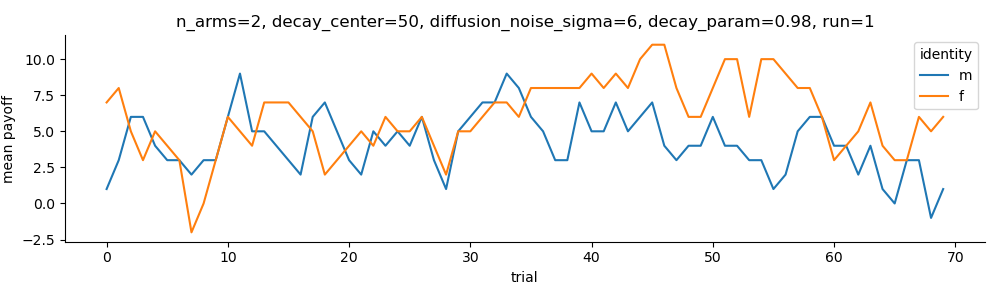 n_arms=2, decay_center=50, diffusion_noise_sigma=6, decay_param=0.98, run=1
mean payoff
10.0
7.5
5.0
2.5
0.0
−2.5
identity
m
f
0 10 20 30 40 50 60 70
trial